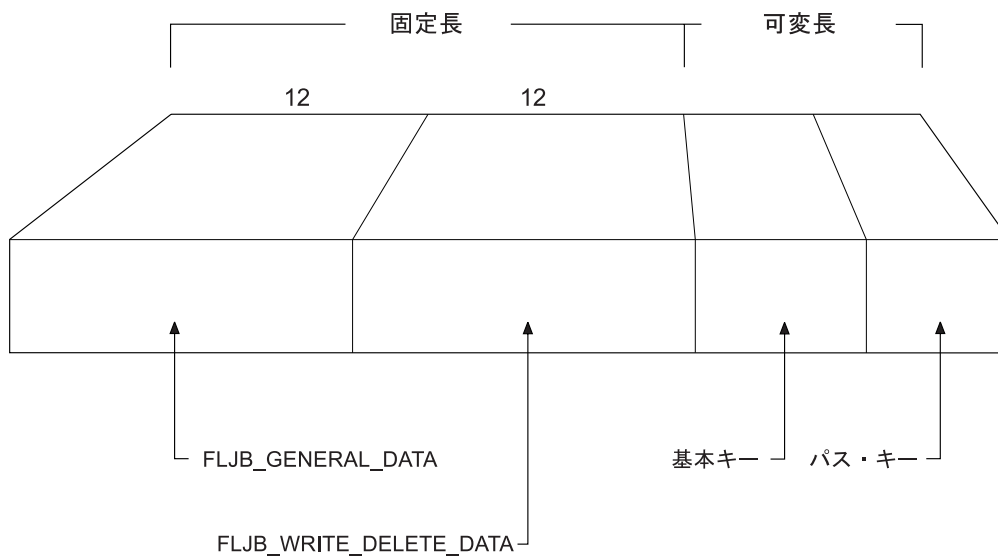 固定長
可変長
12
12
FLJB_GENERAL_DATA
基本キー
パス・キー
FLJB_WRITE_DELETE_DATA